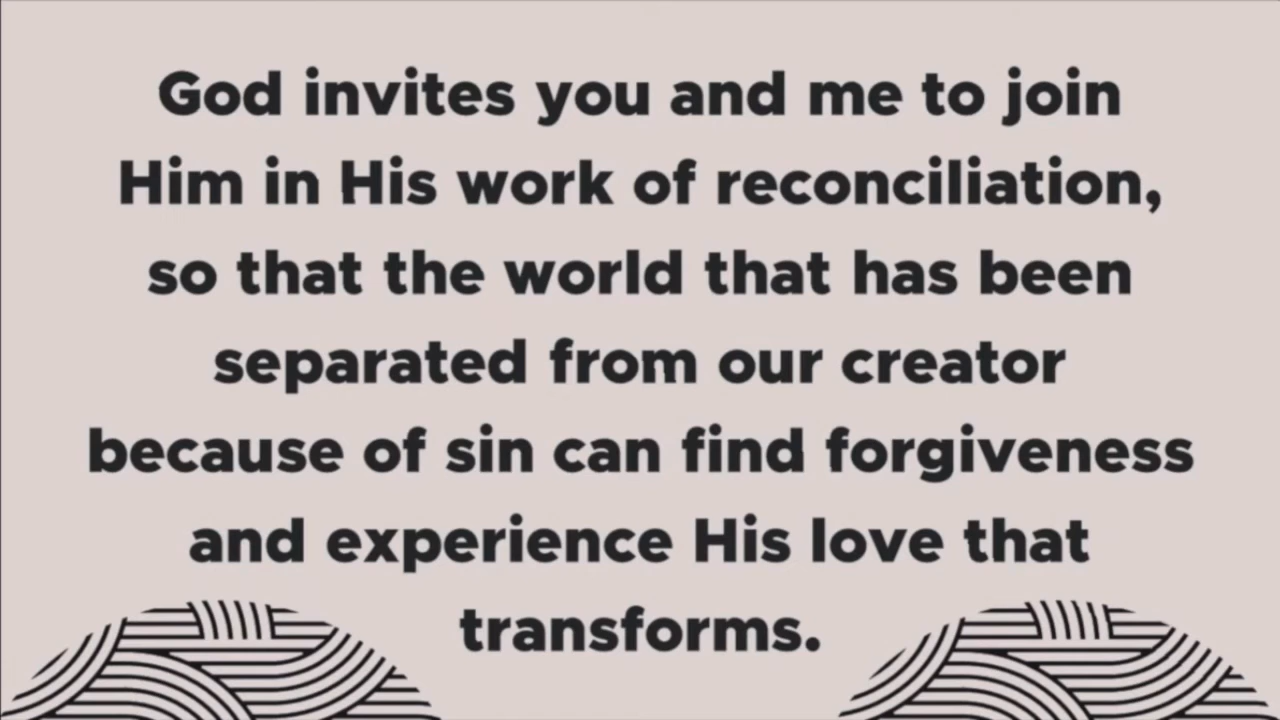 God invites you and me to join
Him in His work of reconciliation,
so that the world that has been
separated from our creator
because of sin can find forgiveness
and experience His love that
transforms.